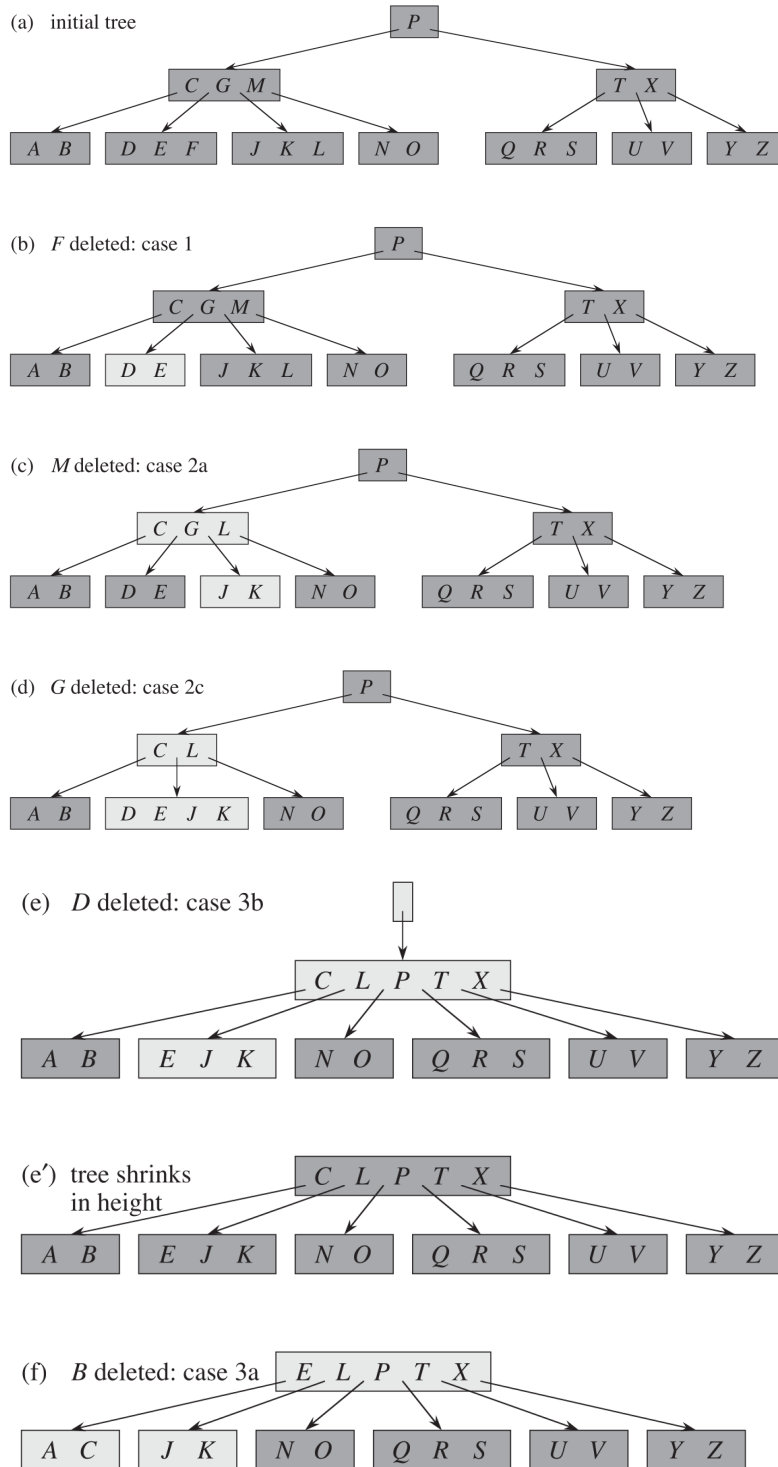 (a) initial tree
P
C G M T X
A B D E F J K L N O Q R S U V Y Z
(b) F deleted: case 1
P
C G M T X
A B D E J K L N O Q R S U V Y Z
(c) M deleted: case 2a
P
C G L T X
A B D E J K N O Q R S U V Y Z
(d) G deleted: case 2c
P
C L T X
A B D E J K N O Q R S U V Y Z
(e) D deleted: case 3b
C L P T X
A B E J K N O Q R S U V Y Z
(e′) tree shrinks
in height
C L P T X
A B E J K N O Q R S U V Y Z
(f) B deleted: case 3a
E L P T X
A C J K N O Q R S U V Y Z